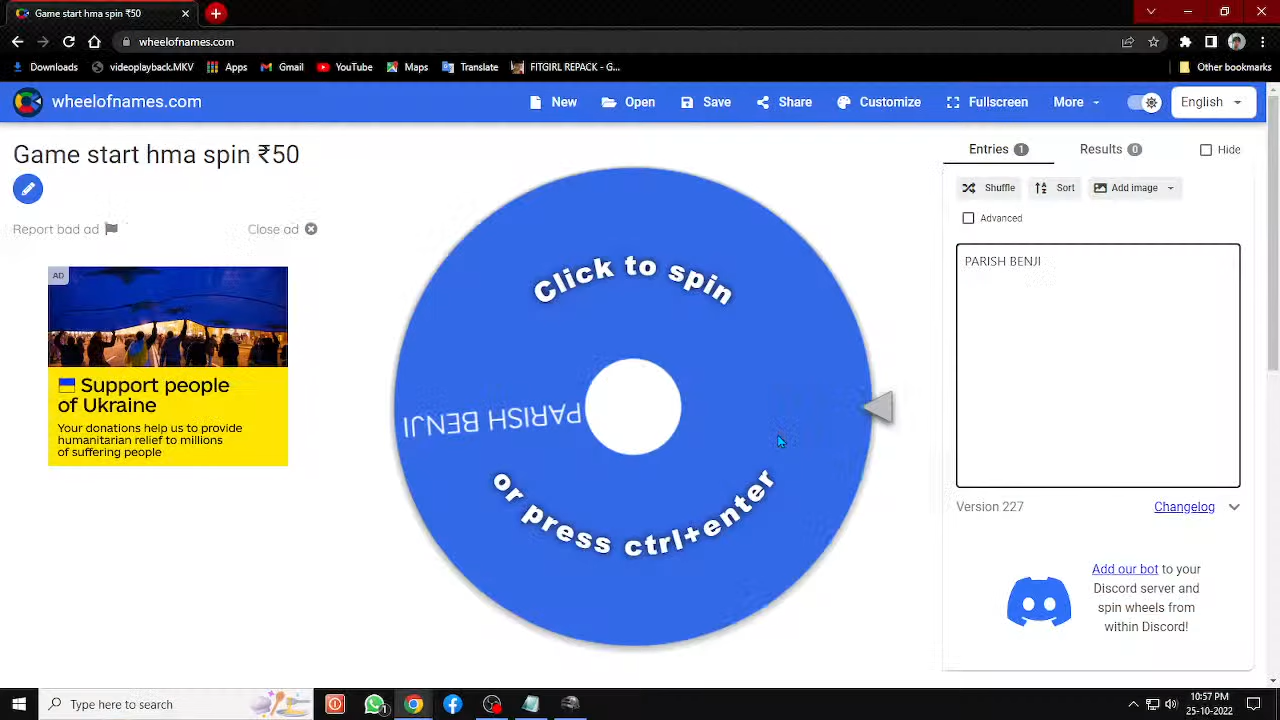 Game start hma spin ₹50
wheelofnames.com
Downloads videoplayback.MKV Apps Gmail YouTube Maps Translate FITGIRL REPACK - G... Other bookmarks
wheelofnames.com New Open Save Share Customize Fullscreen More English
Game start hma spin ₹50
Report bad ad Close ad
AD
Support people
of Ukraine
Your donations help us to provide
humanitarian relief to millions
of suffering people
Click to spin
PARISH BENJI
or press ctrl+enter
Entries 1 Results 0 Hide
Shuffle Sort Add image
Advanced
PARISH BENJI
Version 227 Changelog
Add our bot to your
Discord server and
spin wheels from
within Discord!
Type here to search
1
10:57 PM
25-10-2022